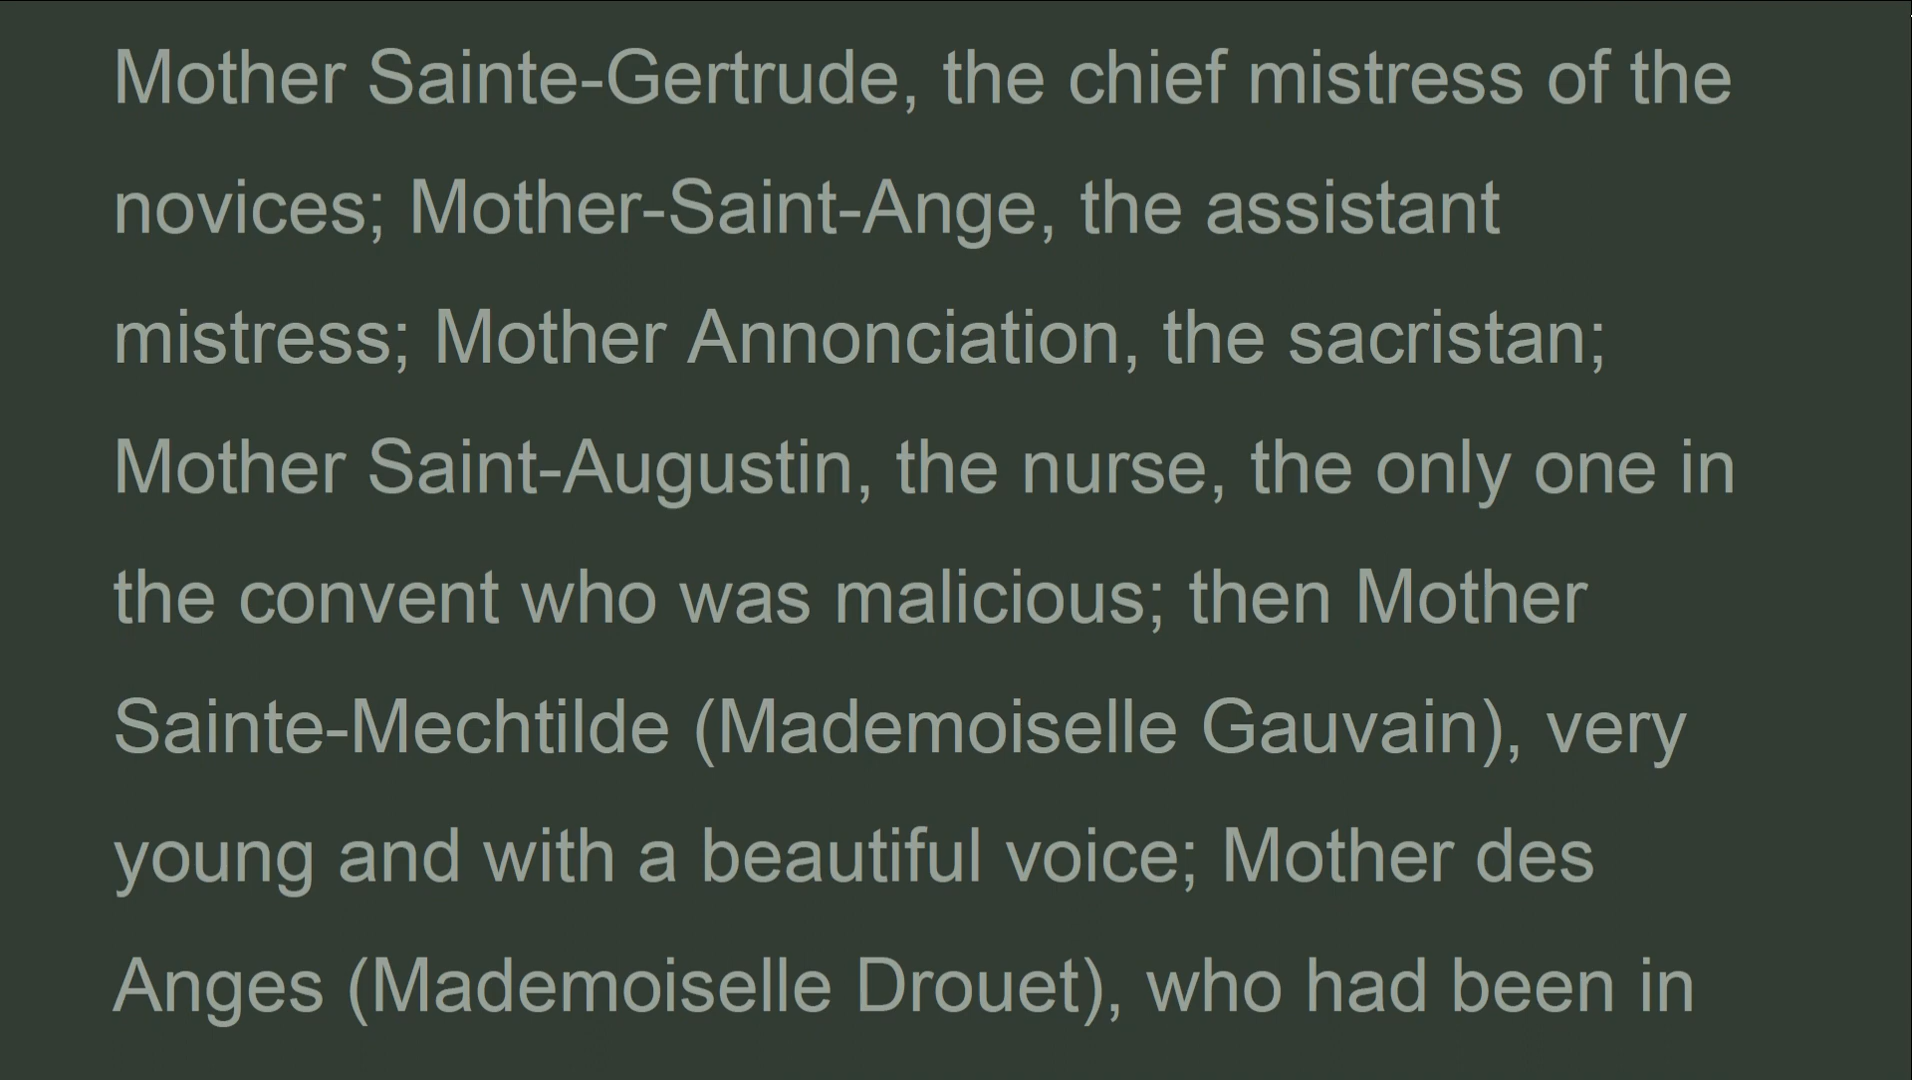 Mother Sainte-Gertrude, the chief mistress of the
novices; Mother-Saint-Ange, the assistant
mistress; Mother Annonciation, the sacristan;
Mother Saint-Augustin, the nurse, the only one in
the convent who was malicious; then Mother
Sainte-Mechtilde (Mademoiselle Gauvain), very
young and with a beautiful voice; Mother des
Anges (Mademoiselle Drouet), who had been in